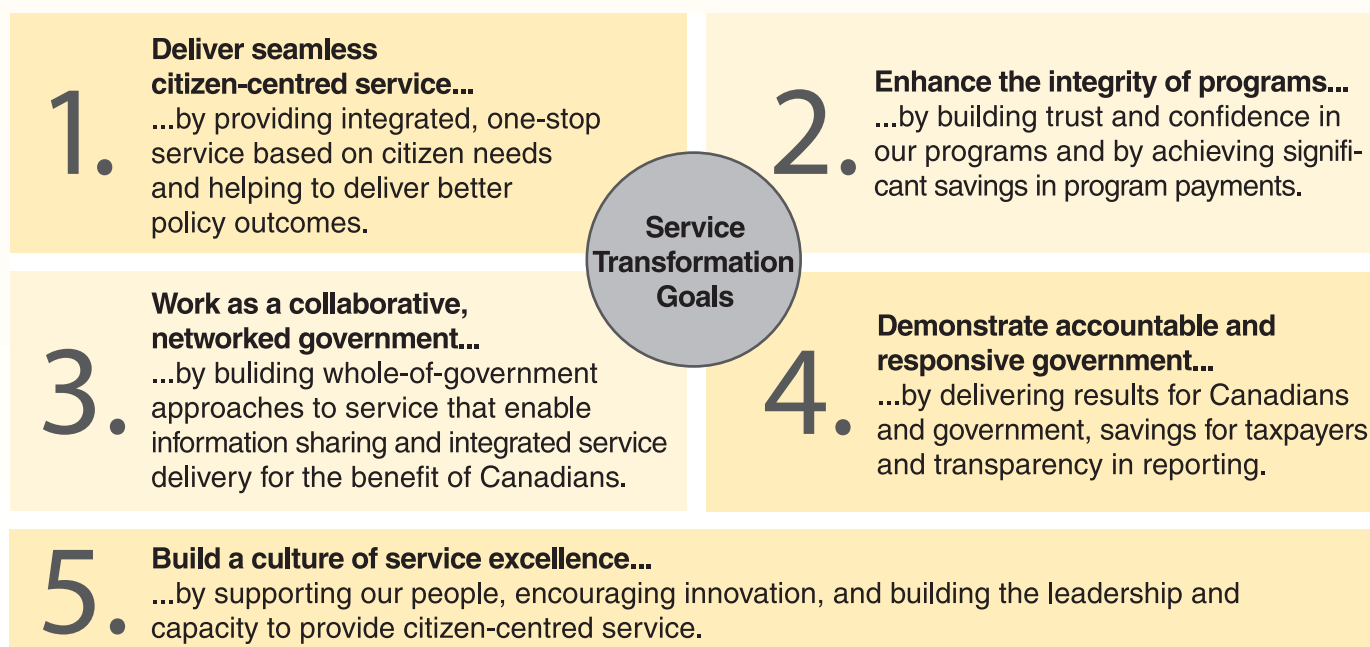 1.
Deliver seamless
citizen-centred service...
...by providing integrated, one-stop
service based on citizen needs
and helping to deliver better
policy outcomes.
2.
Enhance the integrity of programs...
...by building trust and confidence in
our programs and by achieving signifi-
cant savings in program payments.
Service
Transformation
Goals
3.
Work as a collaborative,
networked government...
...by buliding whole-of-government
approaches to service that enable
information sharing and integrated service
delivery for the benefit of Canadians.
4.
Demonstrate accountable and
responsive government...
...by delivering results for Canadians
and government, savings for taxpayers
and transparency in reporting.
5.
Build a culture of service excellence...
...by supporting our people, encouraging innovation, and building the leadership and
capacity to provide citizen-centred service.